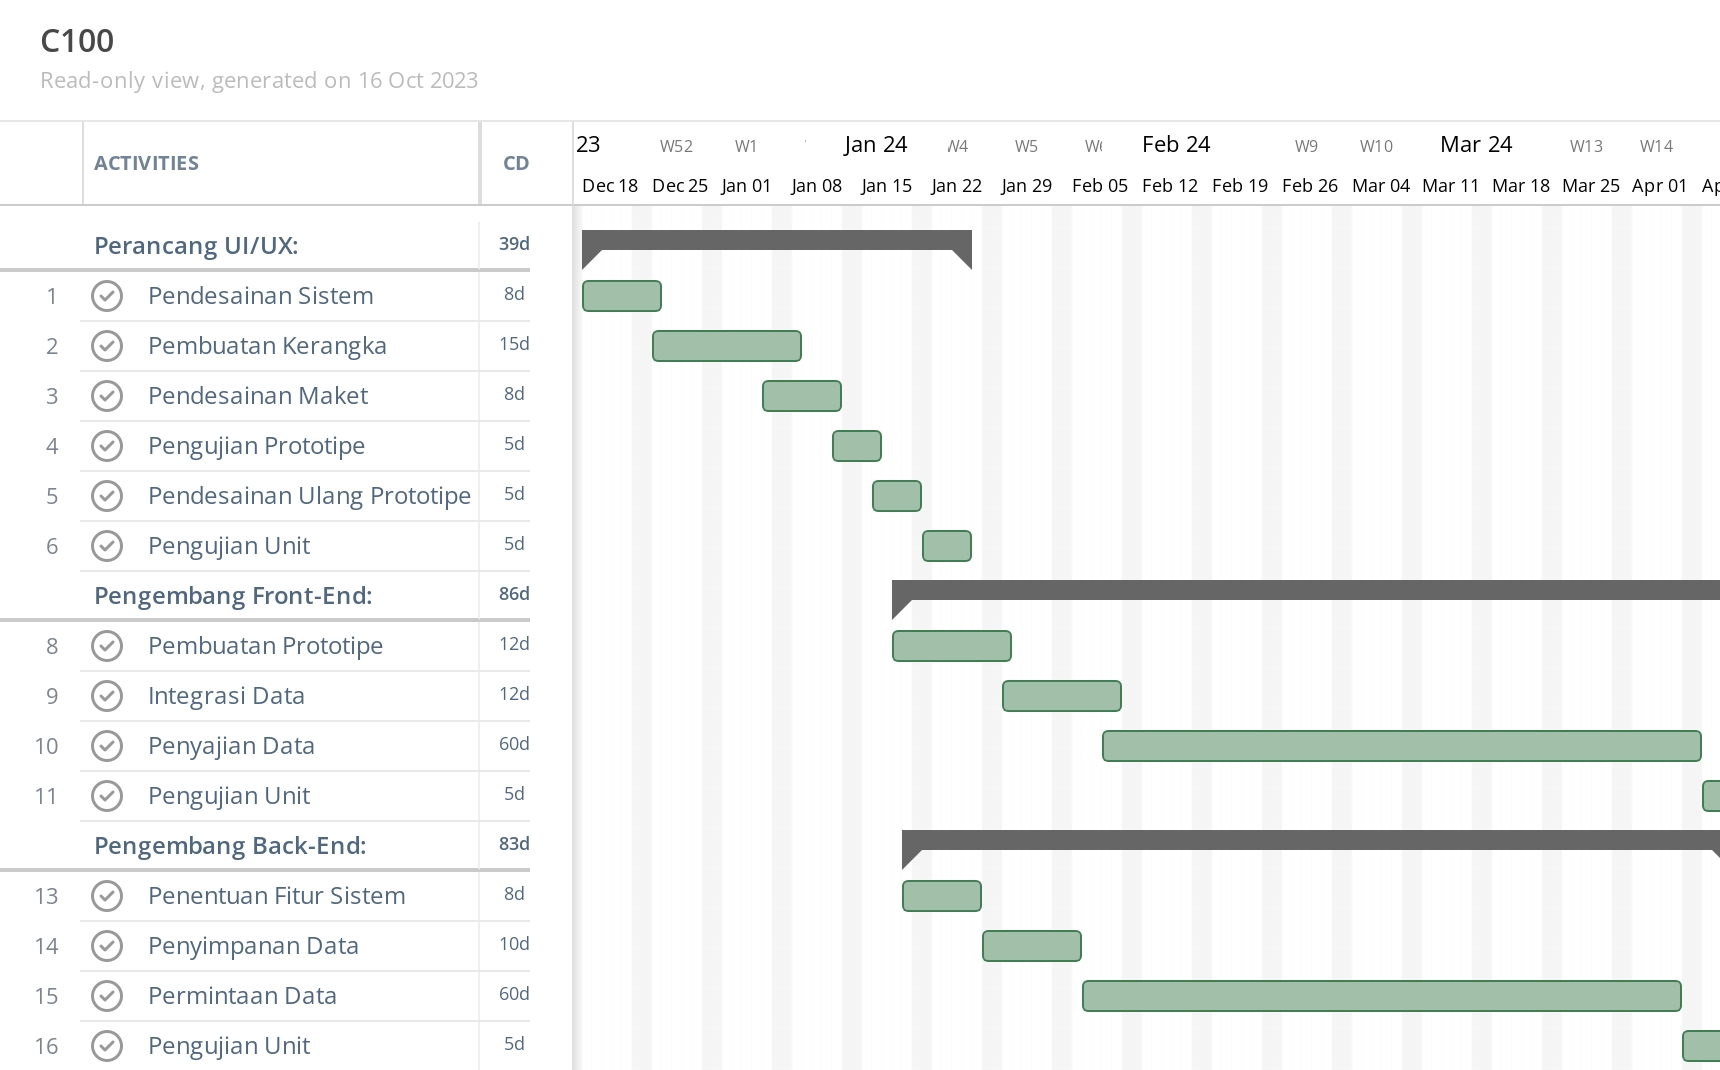 C100
Read-only view, generated on 16 Oct 2023
ACTIVITIES CD
23 W52 W1 Jan 24 W4 W5 Feb 24 W9 W10 Mar 24 W13 W14
Dec 18 Dec 25 Jan 01 Jan 08 Jan 15 Jan 22 Jan 29 Feb 05 Feb 12 Feb 19 Feb 26 Mar 04 Mar 11 Mar 18 Mar 25 Apr 01 Ap
Perancang UI/UX: 39d
1 Pendesainan Sistem 8d
2 Pembuatan Kerangka 15d
3 Pendesainan Maket 8d
4 Pengujian Prototipe 5d
5 Pendesainan Ulang Prototipe 5d
6 Pengujian Unit 5d
Pengembang Front-End: 86d
8 Pembuatan Prototipe 12d
9 Integrasi Data 12d
10 Penyajian Data 60d
11 Pengujian Unit 5d
Pengembang Back-End: 83d
13 Penentuan Fitur Sistem 8d
14 Penyimpanan Data 10d
15 Permintaan Data 60d
16 Pengujian Unit 5d